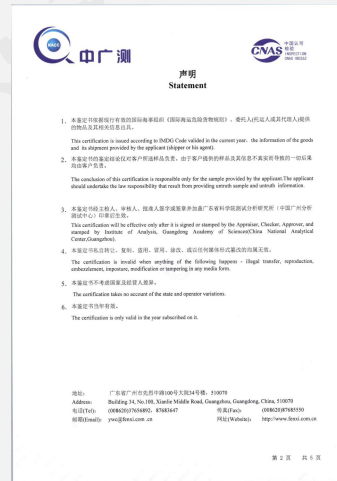 中广测
CNAS
中国认可
检验
INSPECTION
声明
Statement
1、本鉴定书依据现行有效的国际海事组织《国际海运危险货物规则》、委托人(托运人或其代理人)提供
的物品及其相关信息出具。
This certification is issued according to IMDG Code valid in the current year. the information of the goods
and its shipment provided by the applicant (shipper or his agent).
2、本鉴定书的鉴定结论仅对客户所送样品负责。由于客户提供的样品及其信息不真实而导致的一切后果
须由客户负责。
The conclusion of this certification is responsible only for the sample provided by the applicant.The applicant
should undertake the law responsibility that result from providing untruth sample and untruth information.
3、本鉴定书经主检人、审核人、批准人签字或签章并加盖广东省科学院测试分析研究所(中国广州分析
测试中心)印章后生效。
This certification will be effective only after it is signed or stamped by the Appraiser, Checker, Approver, and
stamped by Institute of Analysis, Guangdong Academy of Sciences(China National Analytical
Center,Guangzhou).
4、本鉴定书私自转让、复制、盗用、冒用、涂改、或以任何媒体形式篡改的均属无效。
The certification is invalid when anything of the following happens - illegal transfer, reproduction,
embezzlement, imposture, modification or tampering in any media form.
5、本鉴定书不考虑国家及经营人差异。
The certification takes no account of the state and operator variations.
6、本鉴定书当年有效。
The certification is only valid in the year subscribed on it.
地址: 广东省广州市先烈中路100号大院34号楼, 510070
Address: Building 34, No.100, Xianlie Middle Road, Guangzhou, Guangdong, China, 510070
电话(Tel): (008620)37656892、87683647 传真(Fax): (008620)87685550
邮箱(Email): ywc@fenxi.com.cn 网址(Website): http://www.fenxi.com.cn
第 2 页 共 5 页